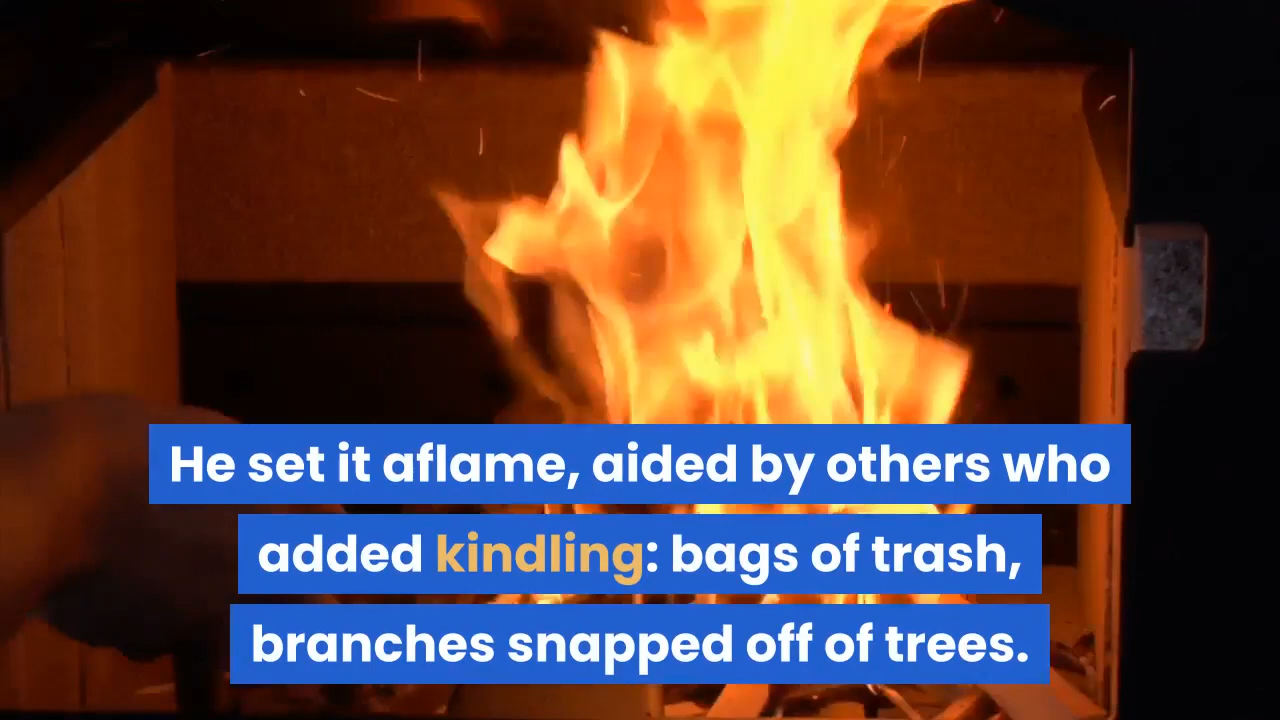 He set it aflame, aided by others who
added kindling: bags of trash,
branches snapped off of trees.